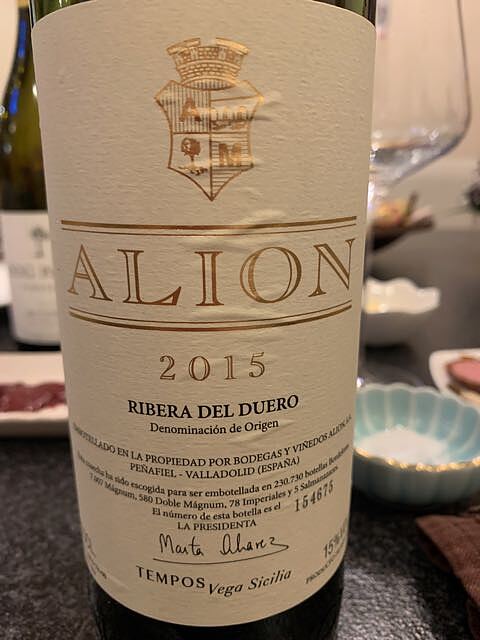 A
M
ALION
2015
RIBERA DEL DUERO
Denominación de Origen
EMBOTELLADO EN LA PROPIEDAD POR BODEGAS Y VIÑEDOS ALION, S.A.
PEÑAFIEL - VALLADOLID (ESPAÑA)
Esta cosecha ha sido escogida para ser embotellada en 230.730 botellas Bordelesas,
7.007 Mágnum, 580 Doble Mágnum, 78 Imperiales y 5 Salmanazares.
El número de esta botella es el 154675
LA PRESIDENTA
Marta Alvarez
TEMPOS Vega Sicilia
15%